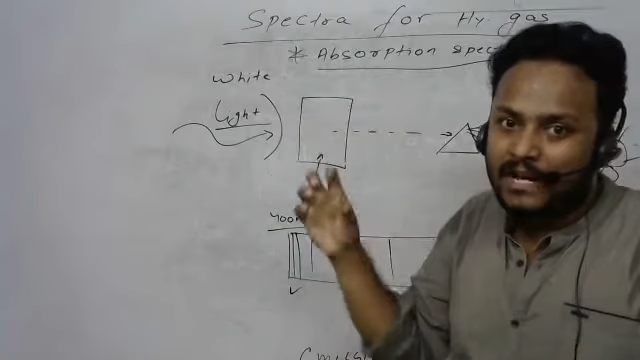 Spectra for Hy. gas
* Absorption spec
White
Light